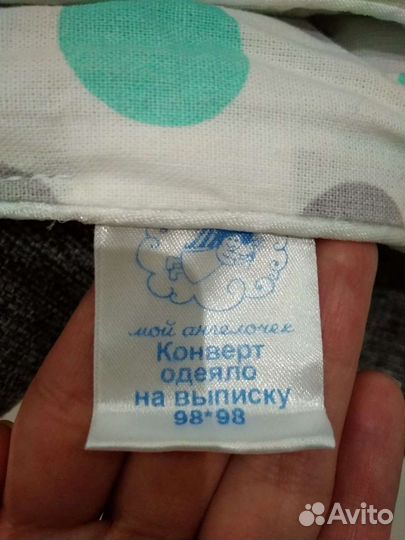 мой ангелочек
Конверт
одеяло
на выписку
98*98
Avito